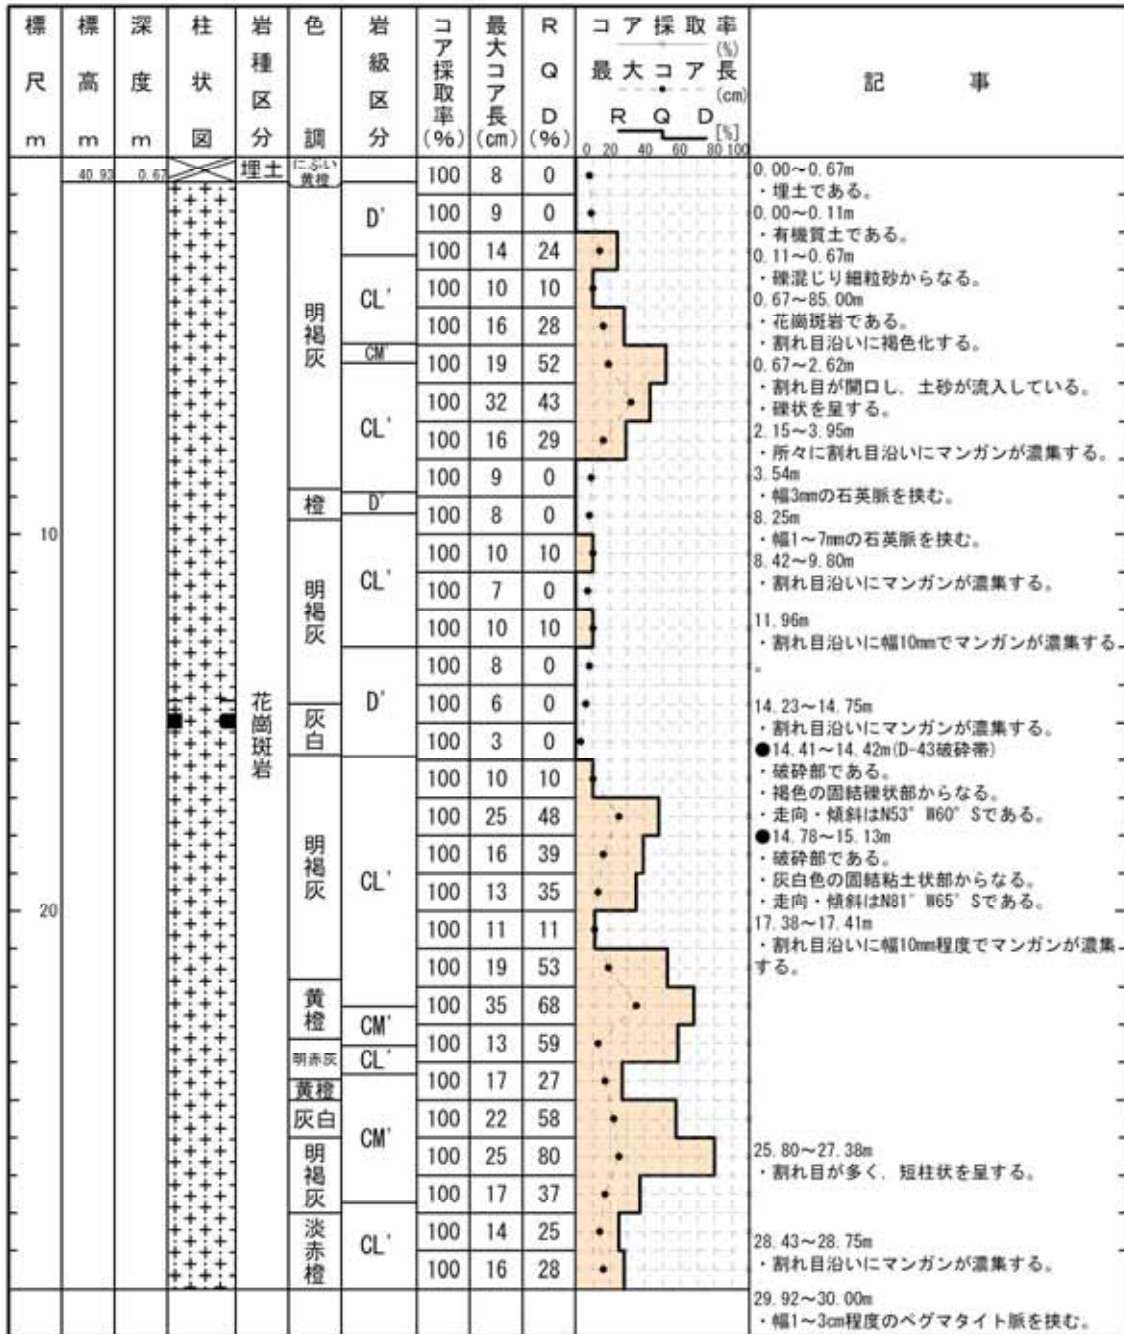 標尺m
標高m
深度m
柱状図
岩種区分
色調
岩級区分
コア採取率(%)
最大コア長(cm)
RQD(%)
コア採取率(%)
最大コア長(cm)
RQD[%]
0 20 40 60 80 100
記事
40.93 0.67 埋土 にぶい黄橙
100 8 0
100 9 0
100 14 24
100 10 10
100 16 28
100 19 52
100 32 43
100 16 29
100 9 0
100 8 0
100 10 10
100 7 0
100 10 10
100 8 0
100 6 0
100 3 0
100 10 10
100 25 48
100 16 39
100 13 35
100 11 11
100 19 53
100 35 68
100 13 59
100 17 27
100 22 58
100 25 80
100 17 37
100 14 25
100 16 28
10
20
花崗斑岩
明褐灰
橙
明褐灰
灰白
明褐灰
黄橙
明赤灰
黄橙
灰白
明褐灰
淡赤橙
D'
CL'
CM'
CL'
D'
CL'
D'
CL'
CM'
CL'
CM'
CL'
0.00～0.67m
・埋土である。
0.00～0.11m
・有機質土である。
0.11～0.67m
・礫混じり細粒砂からなる。
0.67～85.00m
・花崗斑岩である。
・割れ目沿いに褐色化する。
0.67～2.62m
・割れ目が開口し、土砂が流入している。
・礫状を呈する。
2.15～3.95m
・所々に割れ目沿いにマンガンが濃集する。
3.54m
・幅3mmの石英脈を挟む。
8.25m
・幅1～7mmの石英脈を挟む。
8.42～9.80m
・割れ目沿いにマンガンが濃集する。
11.96m
・割れ目沿いに幅10mmでマンガンが濃集する
。
14.23～14.75m
・割れ目沿いにマンガンが濃集する。
●14.41～14.42m(D-43破砕帯)
・破砕部である。
・褐色の固結礫状部からなる。
・走向・傾斜はN53°W60°Sである。
●14.78～15.13m
・破砕部である。
・灰白色の固結粘土状部からなる。
・走向・傾斜はN81°W65°Sである。
17.38～17.41m
・割れ目沿いに幅10mm程度でマンガンが濃集
する。
25.80～27.38m
・割れ目が多く、短柱状を呈する。
28.43～28.75m
・割れ目沿いにマンガンが濃集する。
29.92～30.00m
・幅1～3cm程度のペグマタイト脈を挟む。